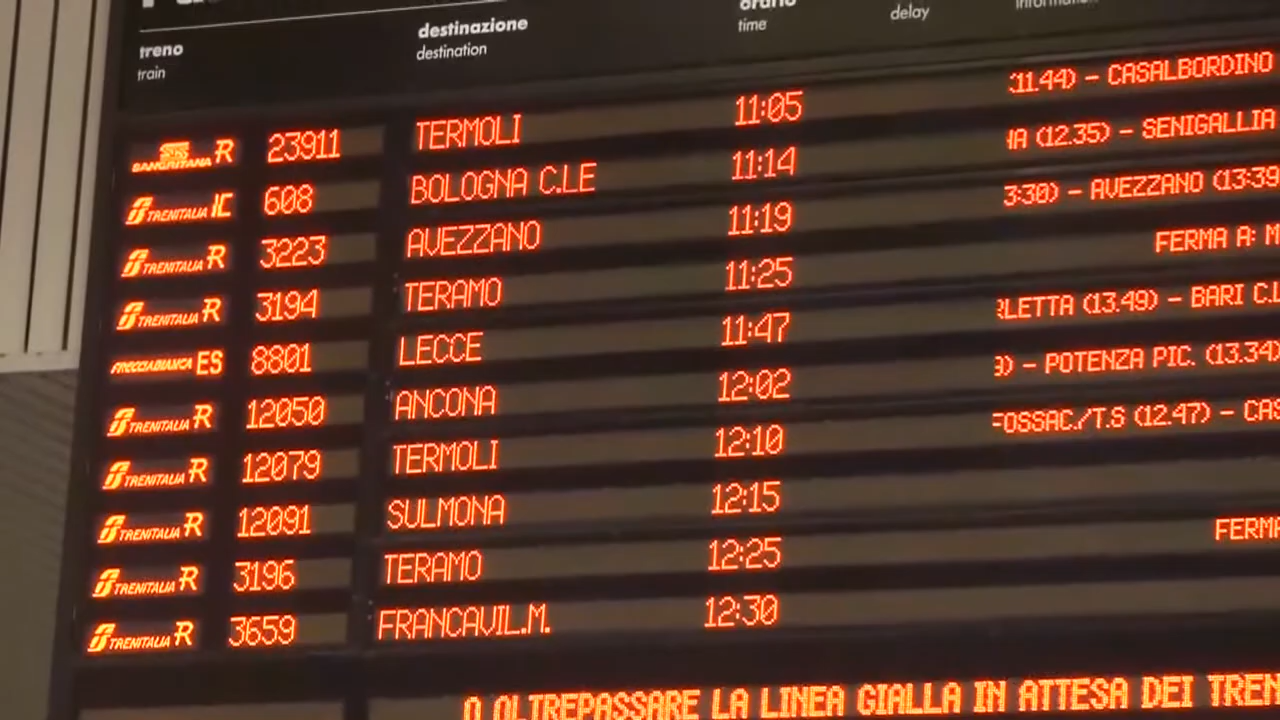 destinazione orario
treno destination time delay
train
SANGRITANA R 23911 TERMOLI 11:05 11.44) - CASALBORDINO
TRENITALIA IC 608 BOLOGNA C.LE 11:14 (12.35) - SENIGALLIA
TRENITALIA R 3223 AVEZZANO 11:19 3:30) - AVEZZANO (13:39
TRENITALIA R 3194 TERAMO 11:25 FERMA A: M
FRECCIABIANCA ES 8801 LECCE 11:47 LETTA (13.49) - BARI C.L
TRENITALIA R 12050 ANCONA 12:02 ) - POTENZA PIC. (13.34)
TRENITALIA R 12079 TERMOLI 12:10 FOSSAC./T.S (12.47) - CAS
TRENITALIA R 12091 SULMONA 12:15
TRENITALIA R 3196 TERAMO 12:25 FERMA
TRENITALIA R 3659 FRANCAVIL.M. 12:30
OLTREPASSARE LA LINEA GIALLA IN ATTESA DEI TREN